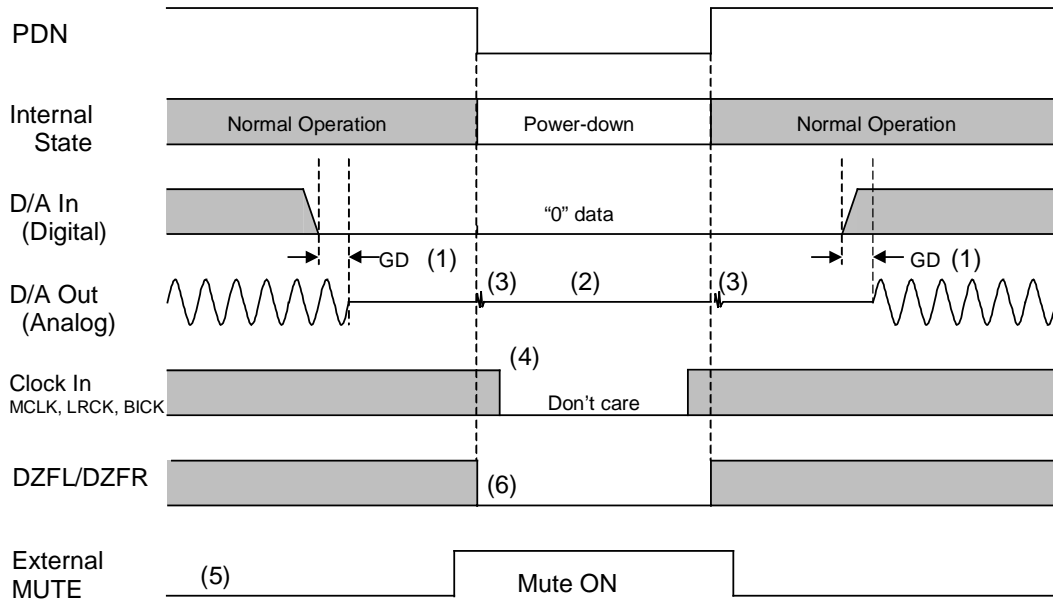 PDN
Internal
State
Normal Operation
Power-down
Normal Operation
D/A In
(Digital)
“0” data
GD (1)
GD (1)
D/A Out
(Analog)
(3)
(2)
(3)
(4)
Clock In
MCLK, LRCK, BICK
Don’t care
DZFL/DZFR
(6)
External
MUTE
(5)
Mute ON